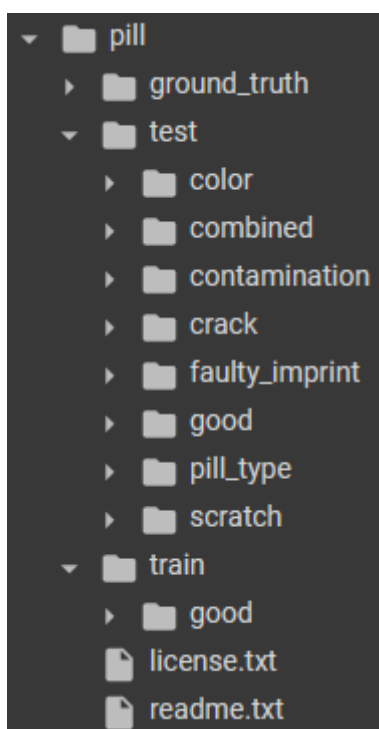 pill
ground_truth
test
color
combined
contamination
crack
faulty_imprint
good
pill_type
scratch
train
good
license.txt
readme.txt